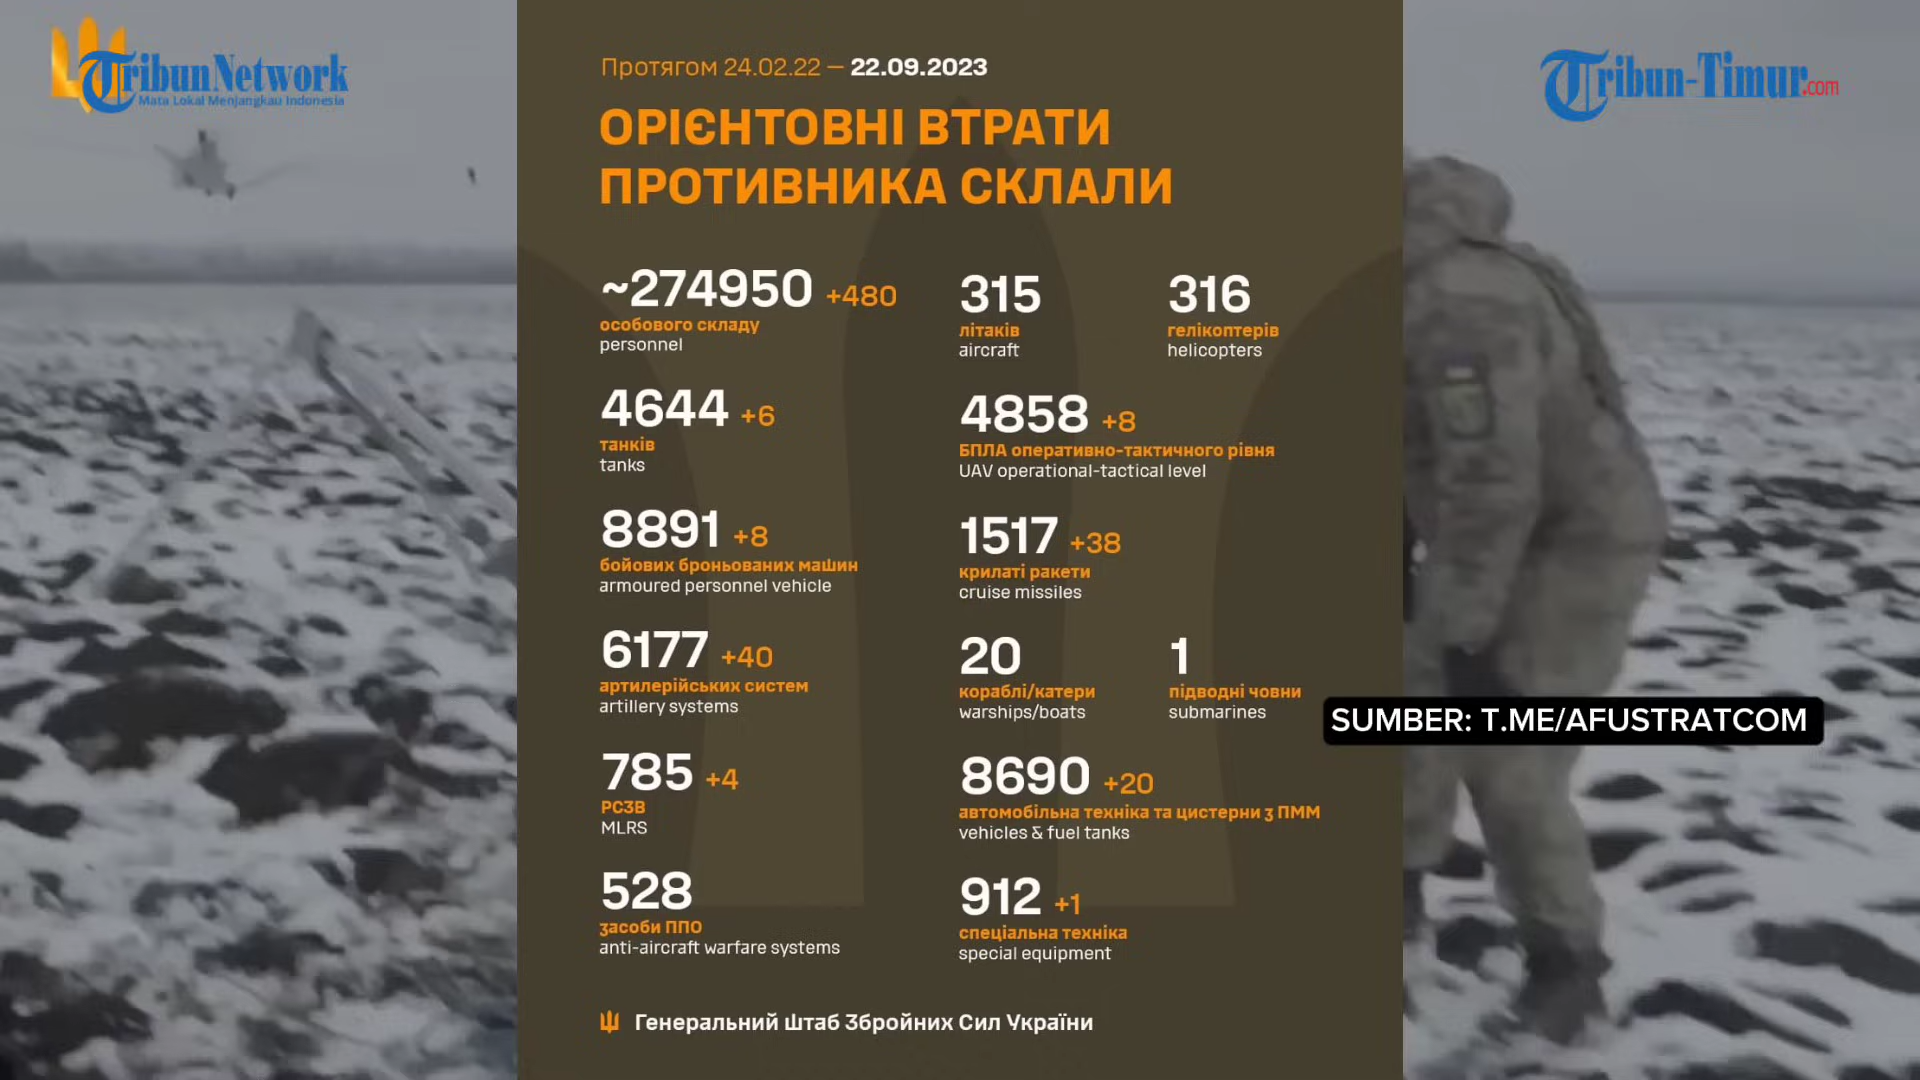 Tribun Network
Mata Lokal Menjangkau Indonesia
Tribun-Timur.com
Протягом 24.02.22 — 22.09.2023
ОРІЄНТОВНІ ВТРАТИ
ПРОТИВНИКА СКЛАЛИ
~274950 +480
особового складу
personnel
315
літаків
aircraft
316
гелікоптерів
helicopters
4644 +6
танків
tanks
4858 +8
БПЛА оперативно-тактичного рівня
UAV operational-tactical level
8891 +8
бойових броньованих машин
armoured personnel vehicle
1517 +38
крилаті ракети
cruise missiles
6177 +40
артилерійських систем
artillery systems
20
кораблі/катери
warships/boats
1
підводні човни
submarines
SUMBER: T.ME/AFUSTRATCOM
785 +4
РСЗВ
MLRS
8690 +20
автомобільна техніка та цистерни з ПММ
vehicles & fuel tanks
528
засоби ППО
anti-aircraft warfare systems
912 +1
спеціальна техніка
special equipment
Генеральний Штаб Збройних Сил України